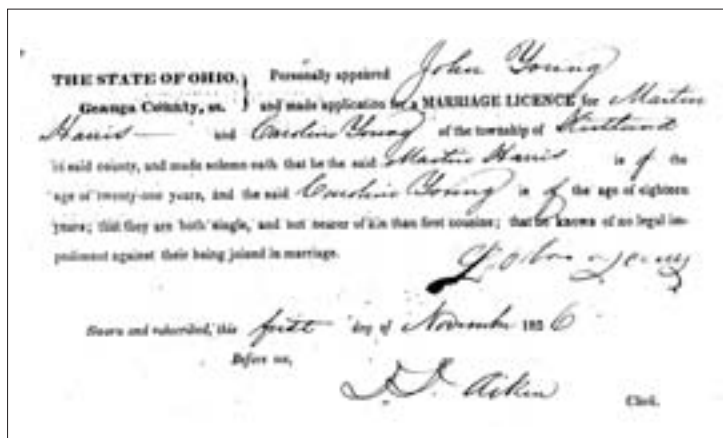 THE STATE OF OHIO, } Personally appeared John Young
Geauga County, ss. and made application for a MARRIAGE LICENCE for Martin
Harris — and Caroline Young of the township of Kirtland
in said county, and made solemn oath that he the said Martin Harris is of the
age of twenty-one years, and the said Caroline Young is of the age of eighteen
years; that they are both single, and not nearer of kin than first cousins; that he knows of no legal im-
pediment against their being joined in marriage.
John Young
Sworn and subscribed, this first day of November 1836
Before me,
D. D. Aiken
Clerk.